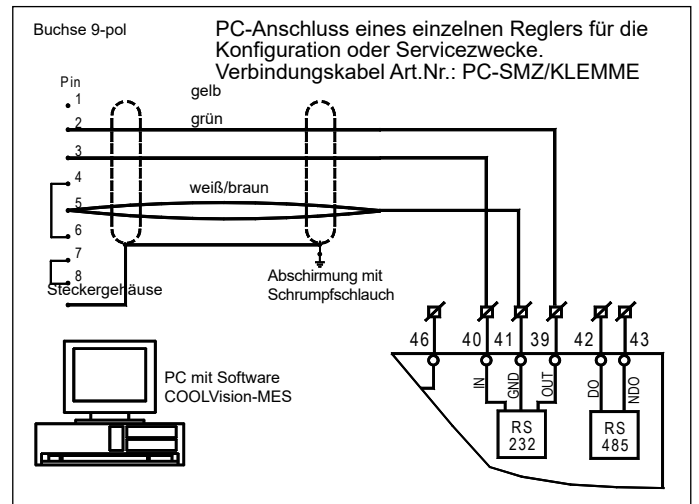 Buchse 9-pol
PC-Anschluss eines einzelnen Reglers für die
Konfiguration oder Servicezwecke.
Verbindungskabel Art.Nr.: PC-SMZ/KLEMME
Pin
1
gelb
2
grün
3
4
weiß/braun
5
6
7
8
Steckergehäuse
Abschirmung mit
Schrumpfschlauch
PC mit Software
COOLVision-MES
46 40 41 39 42 43
IN GND OUT DO NDO
RS
232
RS
485